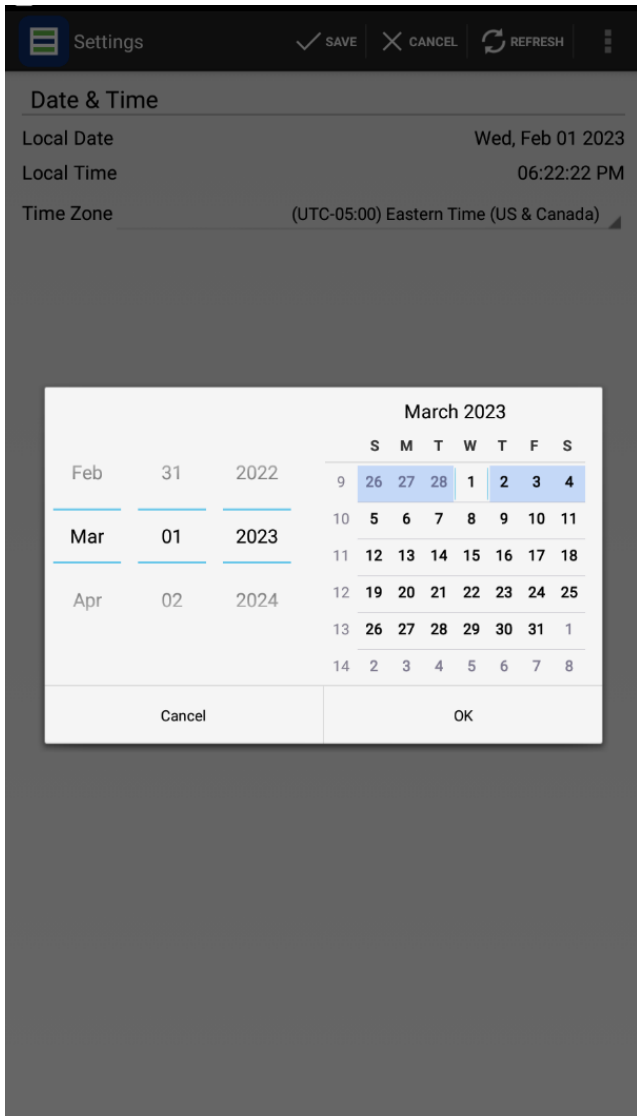 Settings SAVE CANCEL REFRESH
Date & Time
Local Date Wed, Feb 01 2023
Local Time 06:22:22 PM
Time Zone (UTC-05:00) Eastern Time (US & Canada)
Feb 31 2022
Mar 01 2023
Apr 02 2024
March 2023
S M T W T F S
9 26 27 28 1 2 3 4
10 5 6 7 8 9 10 11
11 12 13 14 15 16 17 18
12 19 20 21 22 23 24 25
13 26 27 28 29 30 31 1
14 2 3 4 5 6 7 8
Cancel OK